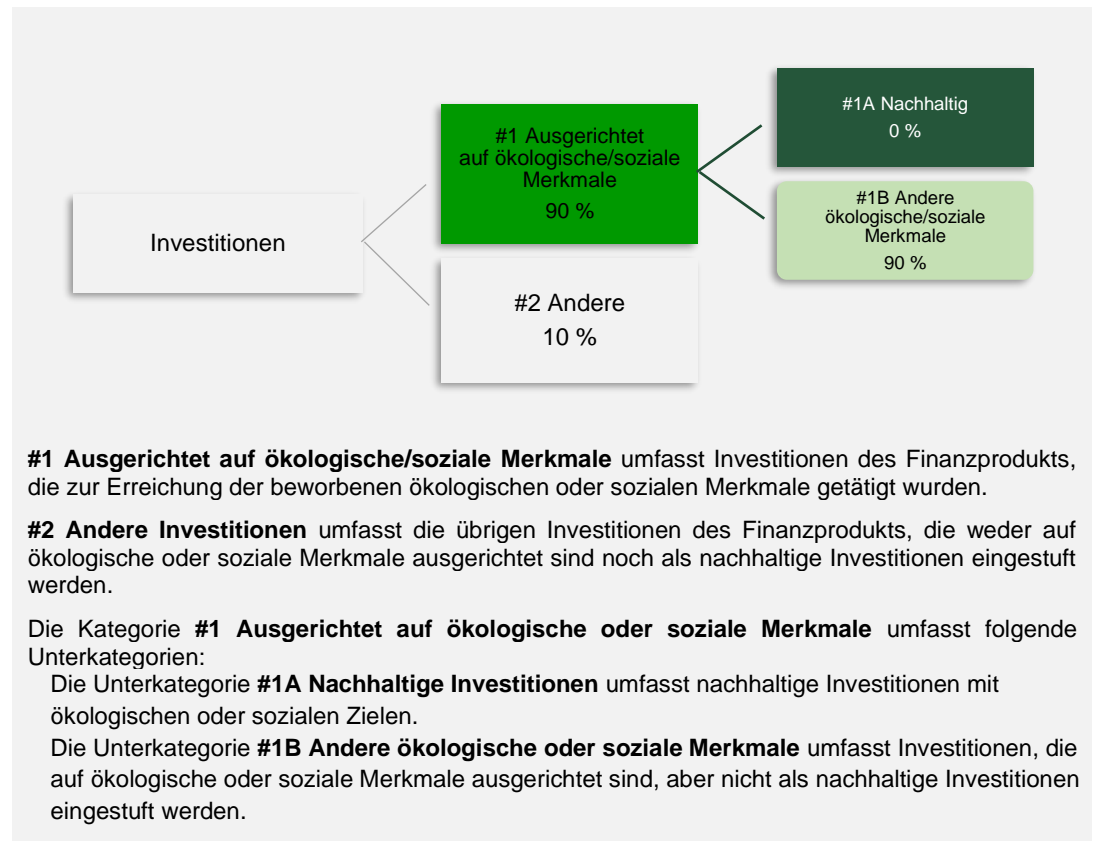 #1A Nachhaltig
0 %
#1 Ausgerichtet
auf ökologische/soziale
Merkmale
90 %
#1B Andere
ökologische/soziale
Merkmale
90 %
Investitionen
#2 Andere
10 %
#1 Ausgerichtet auf ökologische/soziale Merkmale umfasst Investitionen des Finanzprodukts,
die zur Erreichung der beworbenen ökologischen oder sozialen Merkmale getätigt wurden.
#2 Andere Investitionen umfasst die übrigen Investitionen des Finanzprodukts, die weder auf
ökologische oder soziale Merkmale ausgerichtet sind noch als nachhaltige Investitionen eingestuft
werden.
Die Kategorie #1 Ausgerichtet auf ökologische oder soziale Merkmale umfasst folgende
Unterkategorien:
Die Unterkategorie #1A Nachhaltige Investitionen umfasst nachhaltige Investitionen mit
ökologischen oder sozialen Zielen.
Die Unterkategorie #1B Andere ökologische oder soziale Merkmale umfasst Investitionen, die
auf ökologische oder soziale Merkmale ausgerichtet sind, aber nicht als nachhaltige Investitionen
eingestuft werden.